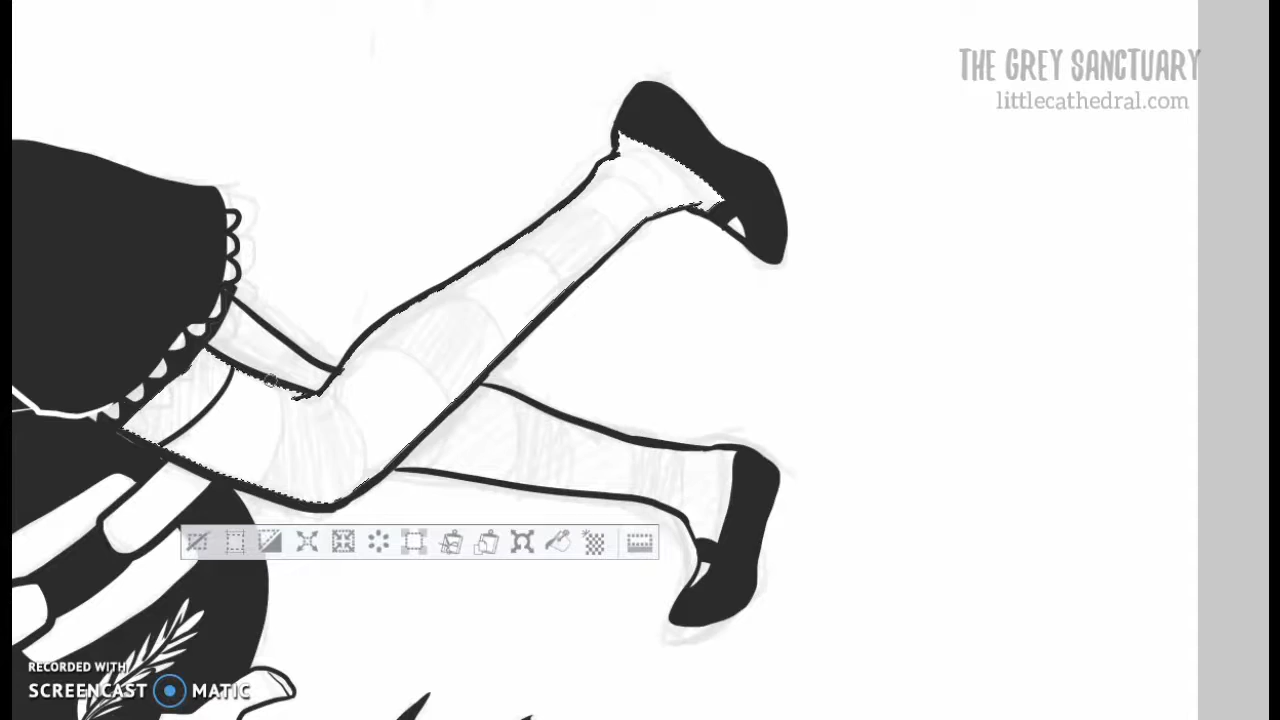 THE GREY SANCTUARY
littlecathedral.com
RECORDED WITH
SCREENCAST MATIC